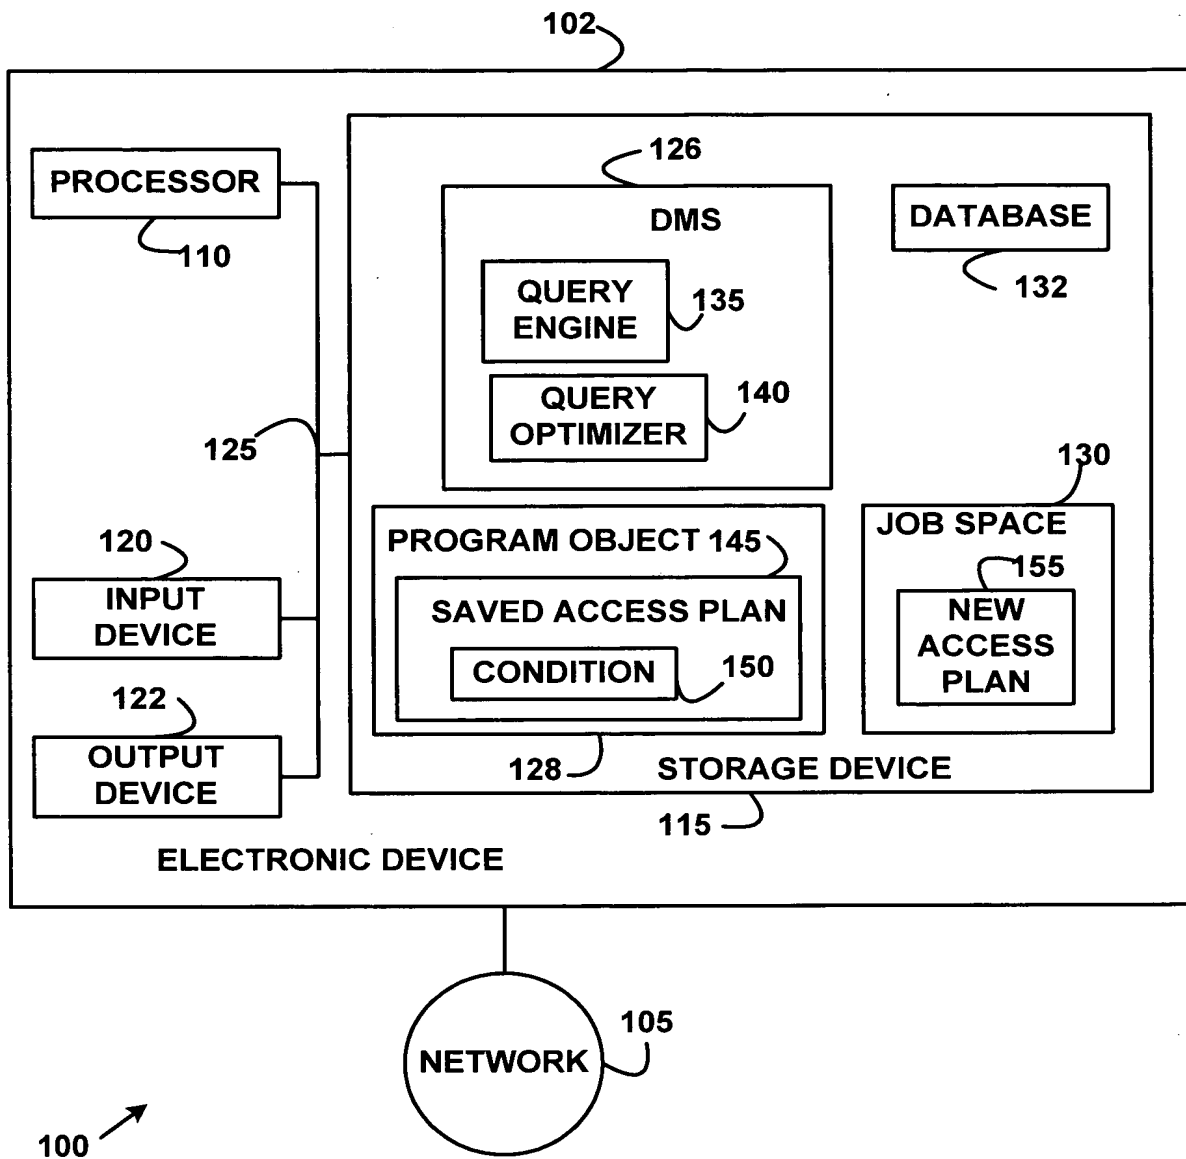 102
PROCESSOR
110
126
DMS
DATABASE
132
QUERY
ENGINE
135
QUERY
OPTIMIZER
140
125
130
JOB SPACE
155
NEW
ACCESS
PLAN
PROGRAM OBJECT
145
SAVED ACCESS PLAN
CONDITION
150
120
INPUT
DEVICE
122
OUTPUT
DEVICE
128
STORAGE DEVICE
115
ELECTRONIC DEVICE
NETWORK
105
100